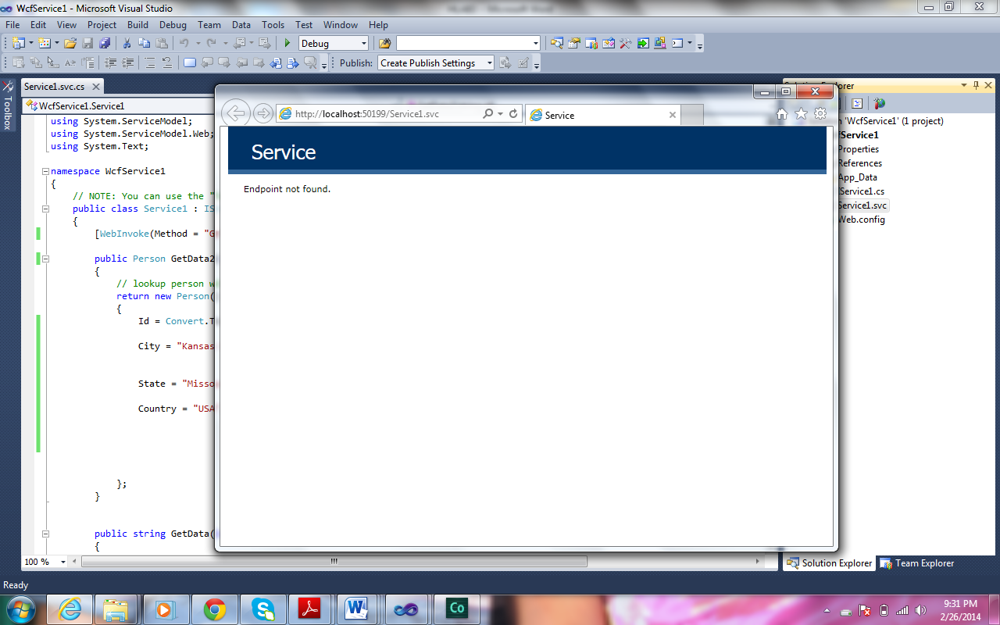 WcfService1 - Microsoft Visual Studio
File Edit View Project Build Debug Team Data Tools Test Window Help
Debug
Publish: Create Publish Settings
Toolbox
Service1.svc.cs
WcfService1.Service1
using System.ServiceModel;
using System.ServiceModel.Web;
using System.Text;
namespace WcfService1
{
// NOTE: You can use the "
public class Service1 :
{
[WebInvoke(Method =
public Person GetData2
{
// lookup person
return new Person(
{
Id = Convert.
City = "Kansas
State = "Misso
Country = "USA
};
}
public string GetData(
{
100 %
http://localhost:50199/Service1.svc
Service
Service
Endpoint not found.
Explorer
'WcfService1' (1 project)
Service1
Properties
References
App_Data
Service1.cs
Service1.svc
Web.config
Solution Explorer
Team Explorer
Ready
Co
9:31 PM
2/26/2014